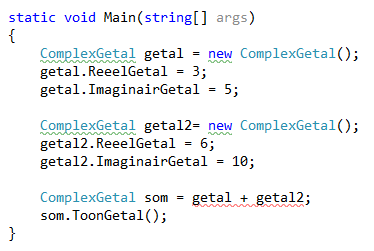 static void Main(string[] args)
{
ComplexGetal getal = new ComplexGetal();
getal.ReeelGetal = 3;
getal.ImaginairGetal = 5;
ComplexGetal getal2= new ComplexGetal();
getal2.ReeelGetal = 6;
getal2.ImaginairGetal = 10;
ComplexGetal som = getal + getal2;
som.ToonGetal();
}